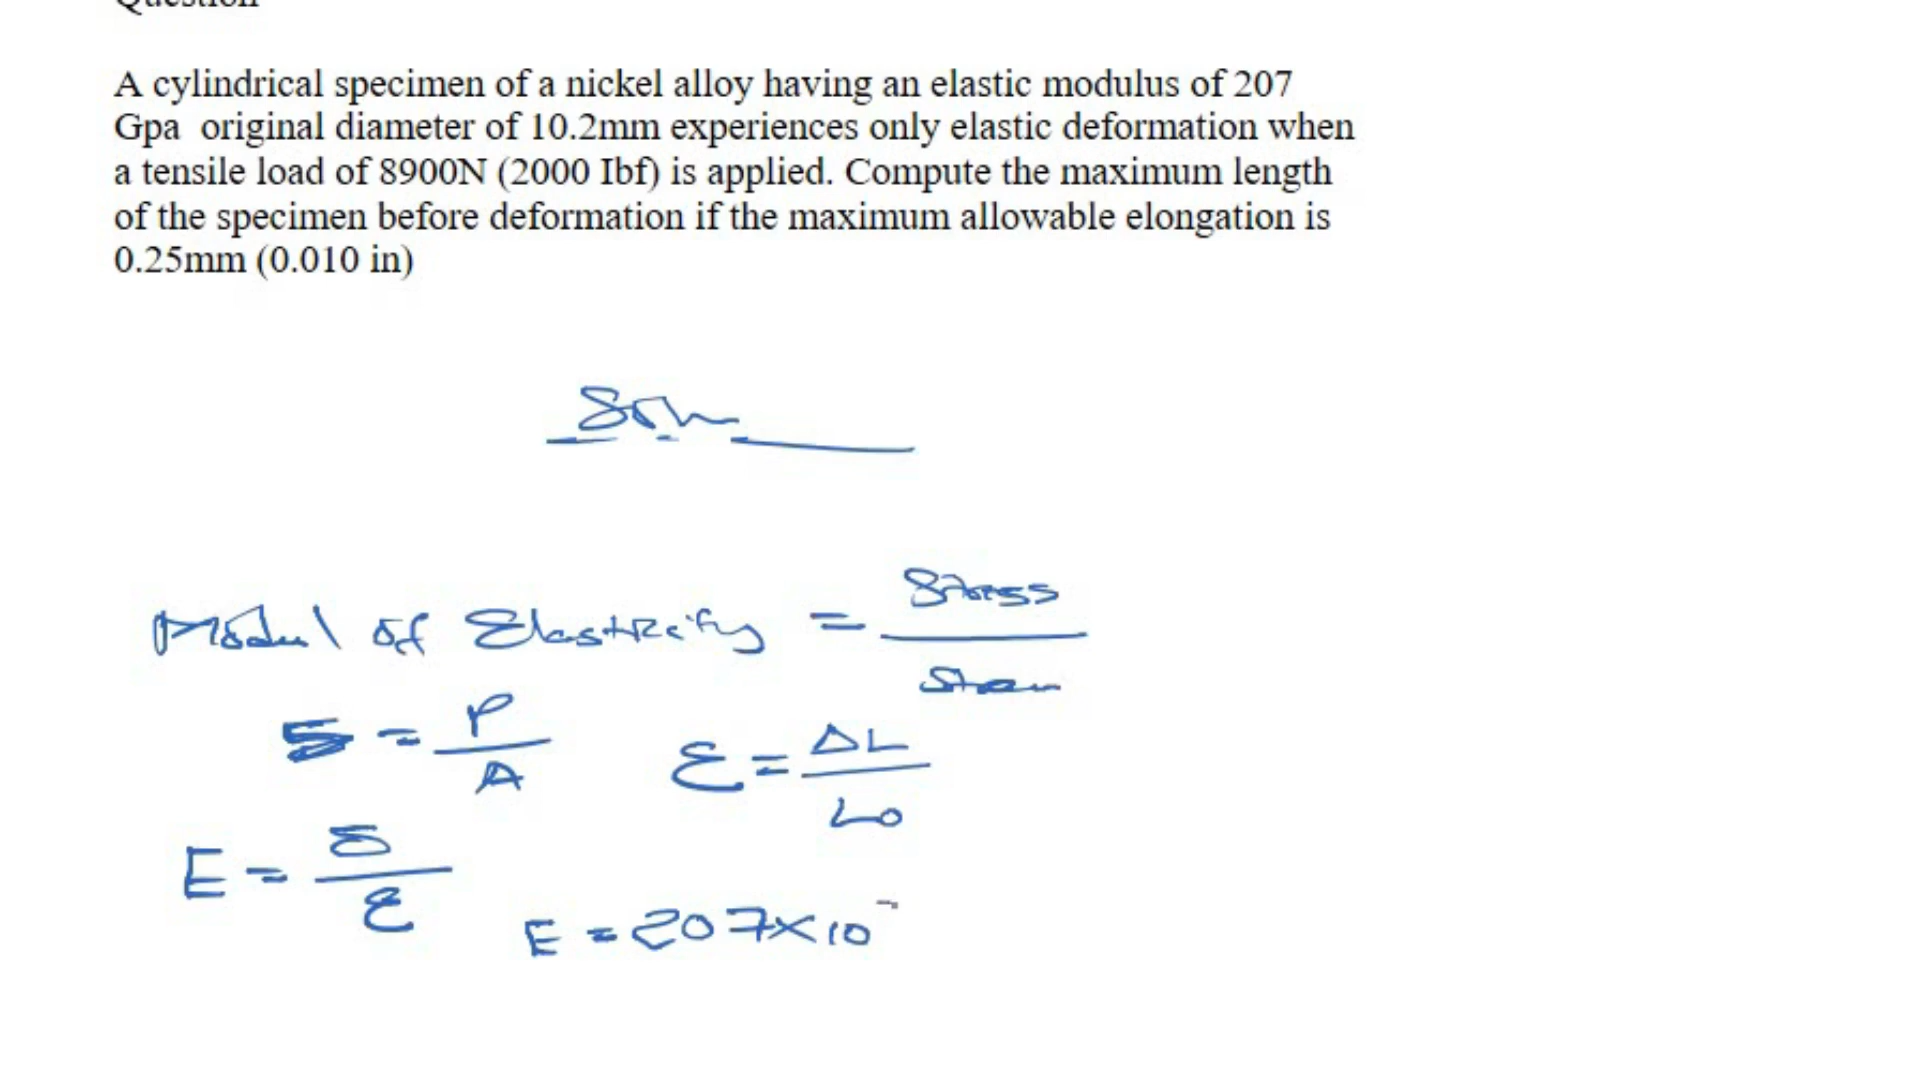 Question
A cylindrical specimen of a nickel alloy having an elastic modulus of 207
Gpa original diameter of 10.2mm experiences only elastic deformation when
a tensile load of 8900N (2000 Ibf) is applied. Compute the maximum length
of the specimen before deformation if the maximum allowable elongation is
0.25mm (0.010 in)
Soln
Modul of Elasticity = Stress / Strain
= P / A    ε = ΔL / Lo
E = δ / ε    E = 207×10